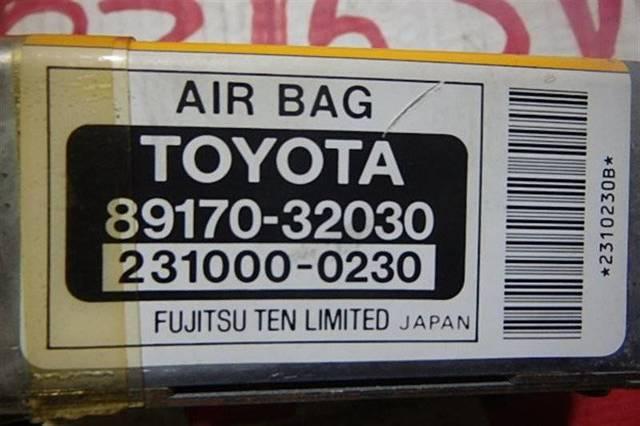 AIR BAG
TOYOTA
89170-32030
231000-0230
FUJITSU TEN LIMITED JAPAN
*2310230B*